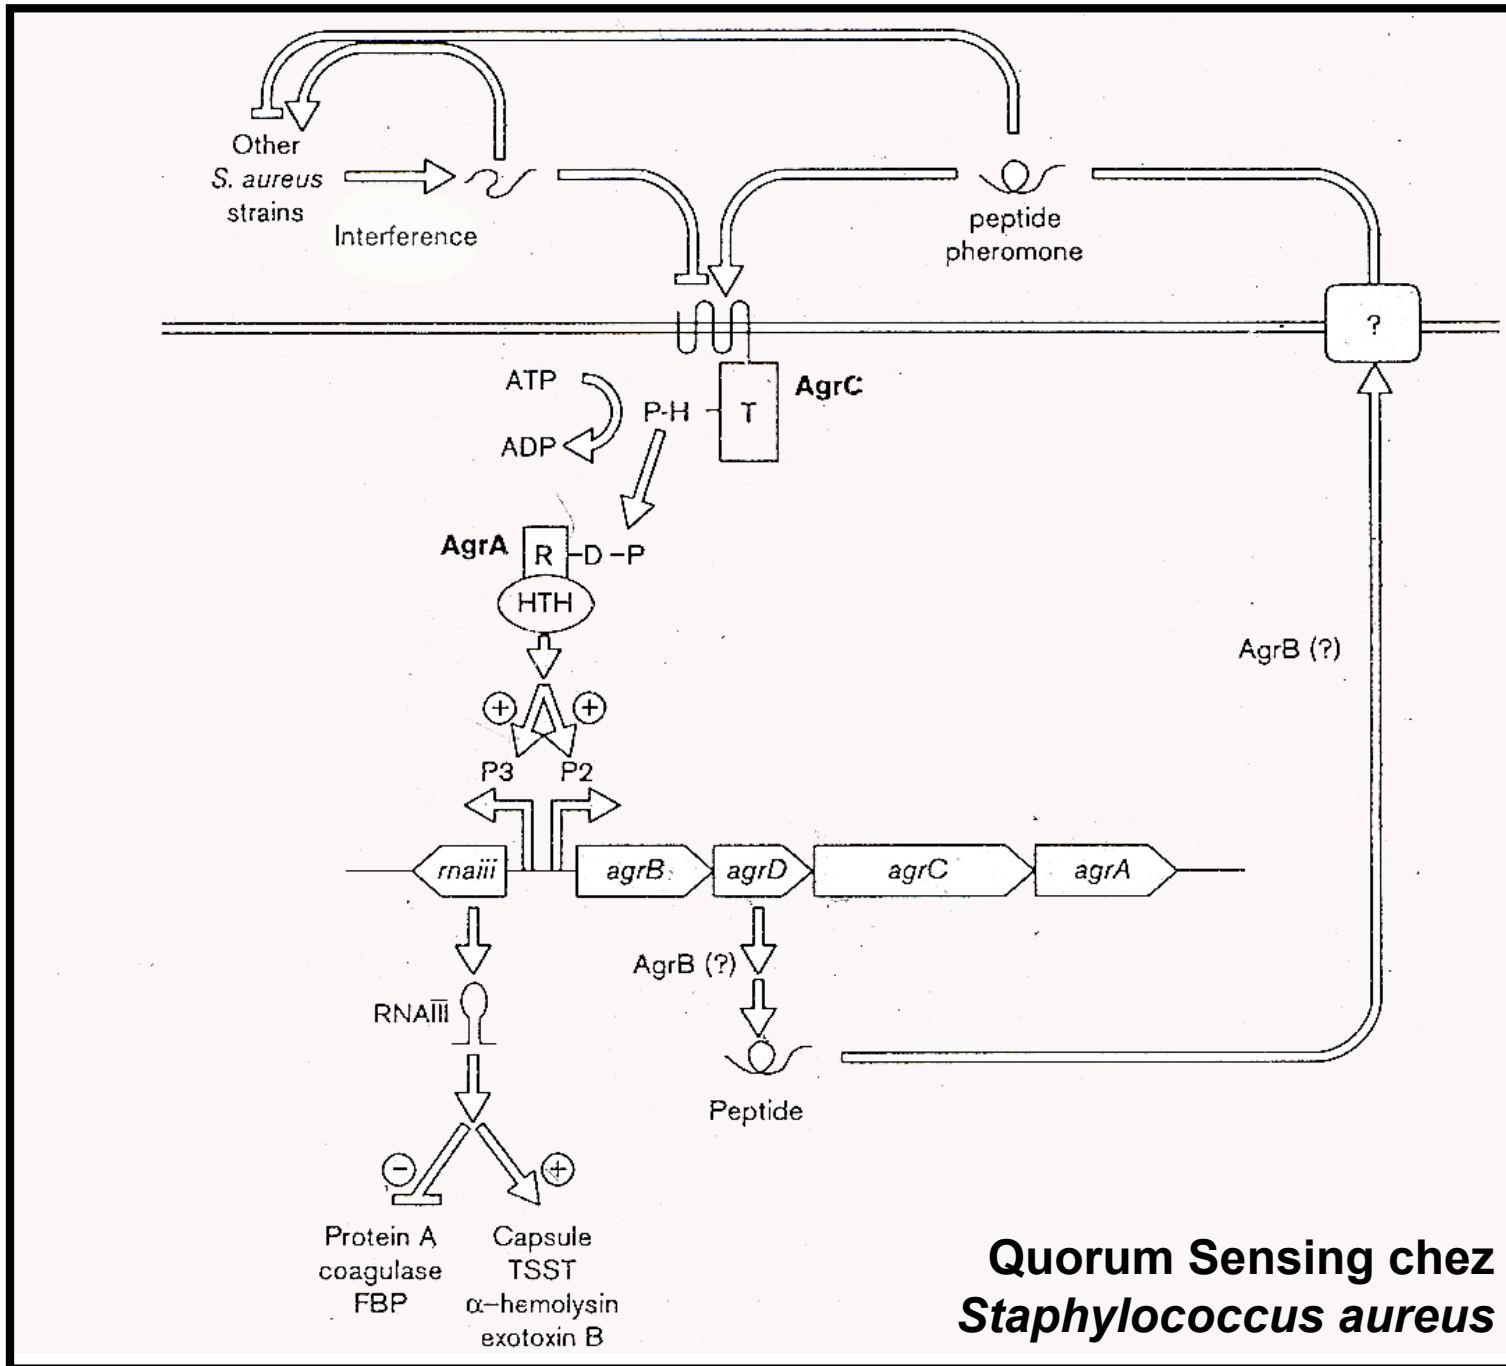 Other
S. aureus
strains
Interference
peptide
pheromone
?
ATP
ADP
P-H
T
AgrC
AgrA
R
-D-P
HTH
AgrB (?)
+
+
P3
P2
rnaiii
agrB
agrD
agrC
agrA
AgrB (?)
RNAIII
Peptide
−
+
Protein A
coagulase
FBP
Capsule
TSST
α-hemolysin
exotoxin B
Quorum Sensing chez
Staphylococcus aureus